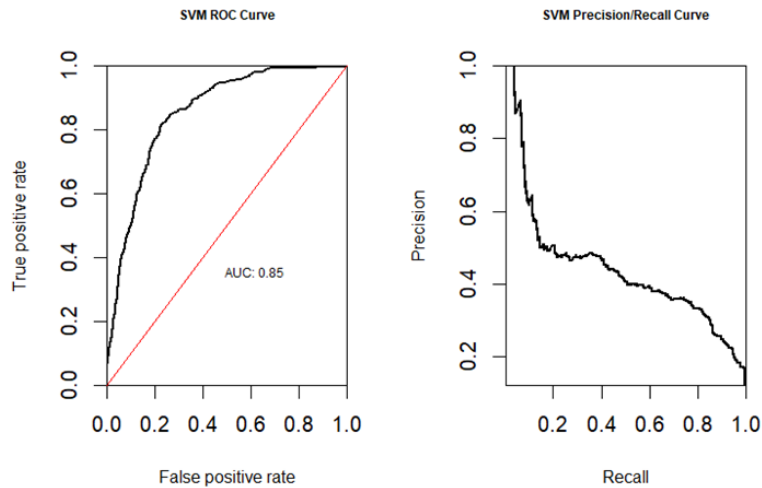 SVM ROC Curve
True positive rate
1.0
0.8
0.6
0.4
0.2
0.0
AUC: 0.85
0.0 0.2 0.4 0.6 0.8 1.0
False positive rate
SVM Precision/Recall Curve
Precision
1.0
0.8
0.6
0.4
0.2
0.2 0.4 0.6 0.8 1.0
Recall